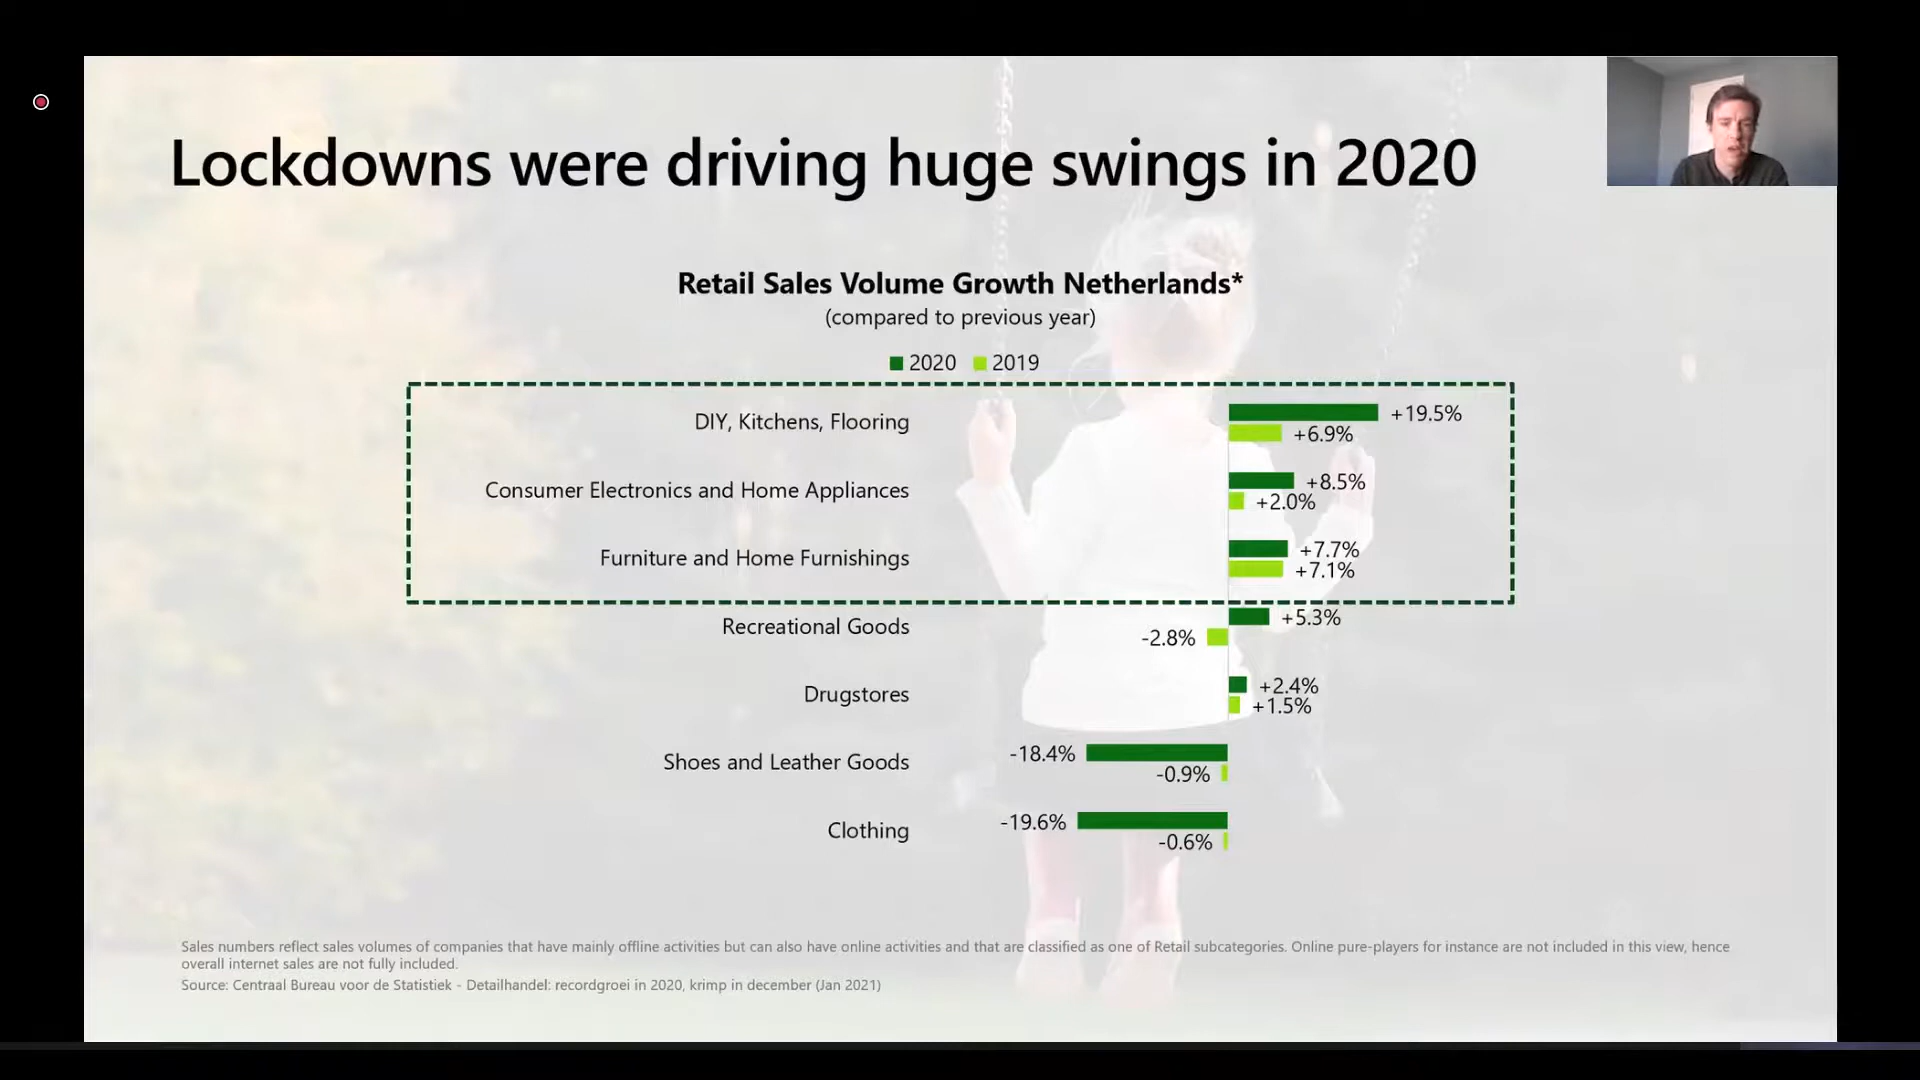 Lockdowns were driving huge swings in 2020
Retail Sales Volume Growth Netherlands*
(compared to previous year)
2020 2019
DIY, Kitchens, Flooring
+19.5%
+6.9%
Consumer Electronics and Home Appliances
+8.5%
+2.0%
Furniture and Home Furnishings
+7.7%
+7.1%
Recreational Goods
+5.3%
-2.8%
Drugstores
+2.4%
+1.5%
Shoes and Leather Goods
-18.4%
-0.9%
Clothing
-19.6%
-0.6%
Sales numbers reflect sales volumes of companies that have mainly offline activities but can also have online activities and that are classified as one of Retail subcategories. Online pure-players for instance are not included in this view, hence
overall internet sales are not fully included.
Source: Centraal Bureau voor de Statistiek - Detailhandel: recordgroei in 2020, krimp in december (Jan 2021)